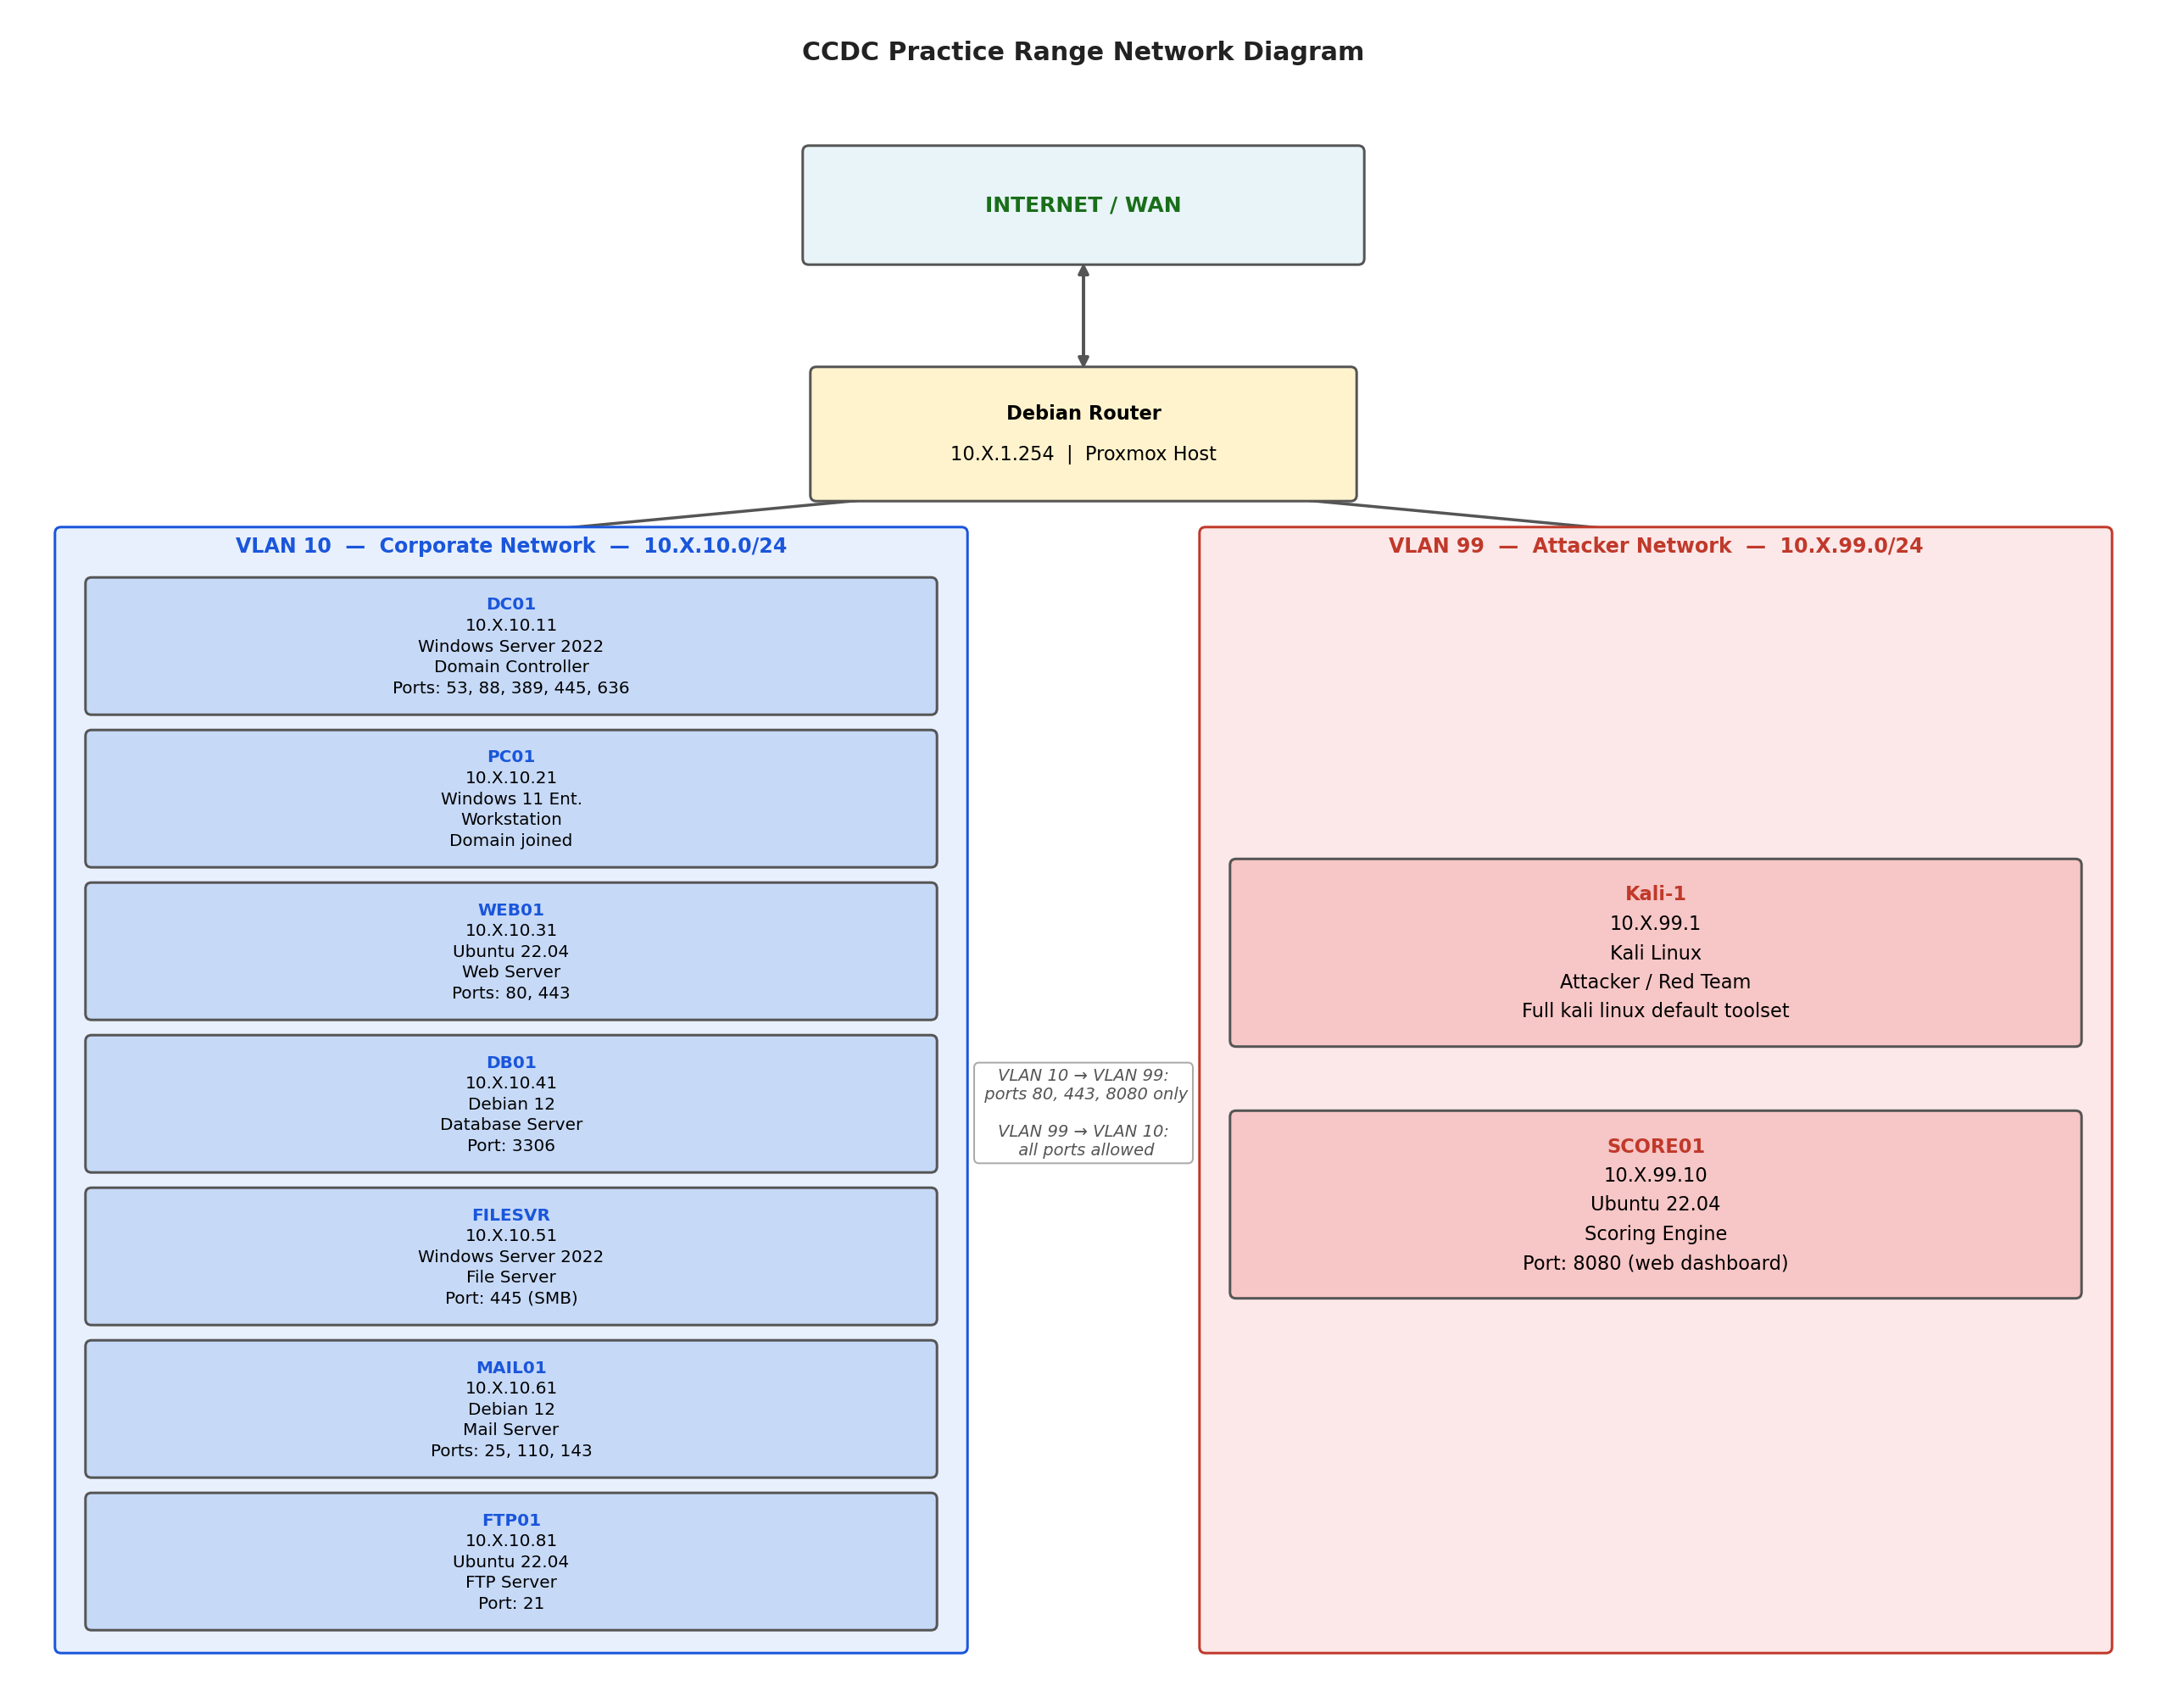 CCDC Practice Range Network Diagram
INTERNET / WAN
Debian Router
10.X.1.254 | Proxmox Host
VLAN 10 — Corporate Network — 10.X.10.0/24
DC01
10.X.10.11
Windows Server 2022
Domain Controller
Ports: 53, 88, 389, 445, 636
PC01
10.X.10.21
Windows 11 Ent.
Workstation
Domain joined
WEB01
10.X.10.31
Ubuntu 22.04
Web Server
Ports: 80, 443
DB01
10.X.10.41
Debian 12
Database Server
Port: 3306
FILESVR
10.X.10.51
Windows Server 2022
File Server
Port: 445 (SMB)
MAIL01
10.X.10.61
Debian 12
Mail Server
Ports: 25, 110, 143
FTP01
10.X.10.81
Ubuntu 22.04
FTP Server
Port: 21
VLAN 10 → VLAN 99:
ports 80, 443, 8080 only
VLAN 99 → VLAN 10:
all ports allowed
VLAN 99 — Attacker Network — 10.X.99.0/24
Kali-1
10.X.99.1
Kali Linux
Attacker / Red Team
Full kali linux default toolset
SCORE01
10.X.99.10
Ubuntu 22.04
Scoring Engine
Port: 8080 (web dashboard)